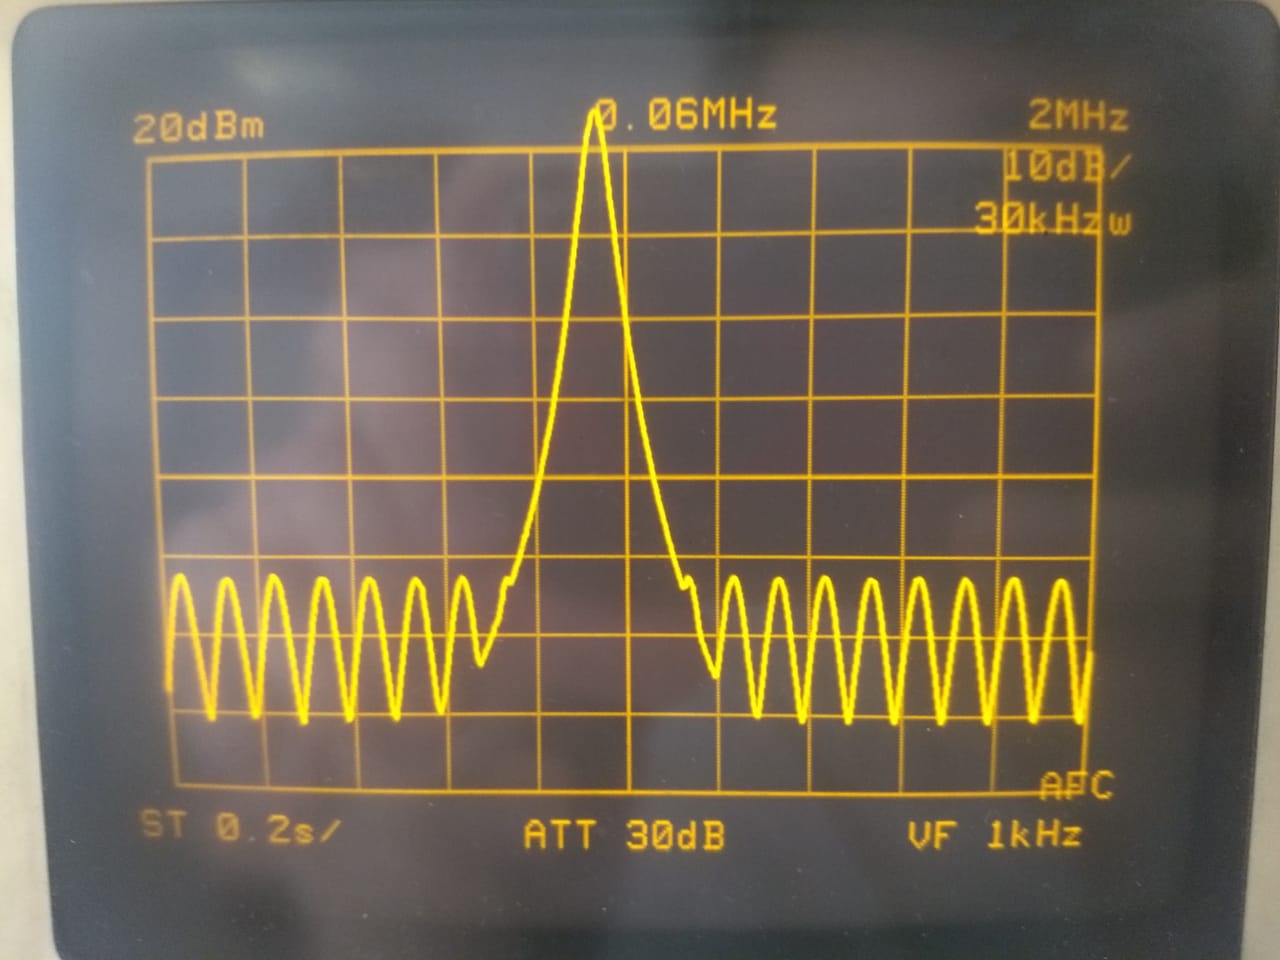 20dBm 0.06MHz 2MHz
10dB/
30kHz w
AFC
ST 0.2s/ ATT 30dB VF 1kHz